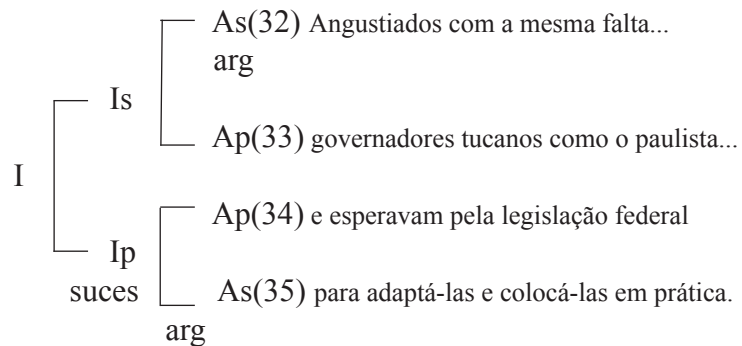 As(32) Angustiados com a mesma falta...
arg
Is
Ap(33) governadores tucanos como o paulista...
I
Ap(34) e esperavam pela legislação federal
Ip
suces
As(35) para adaptá-las e colocá-las em prática.
arg